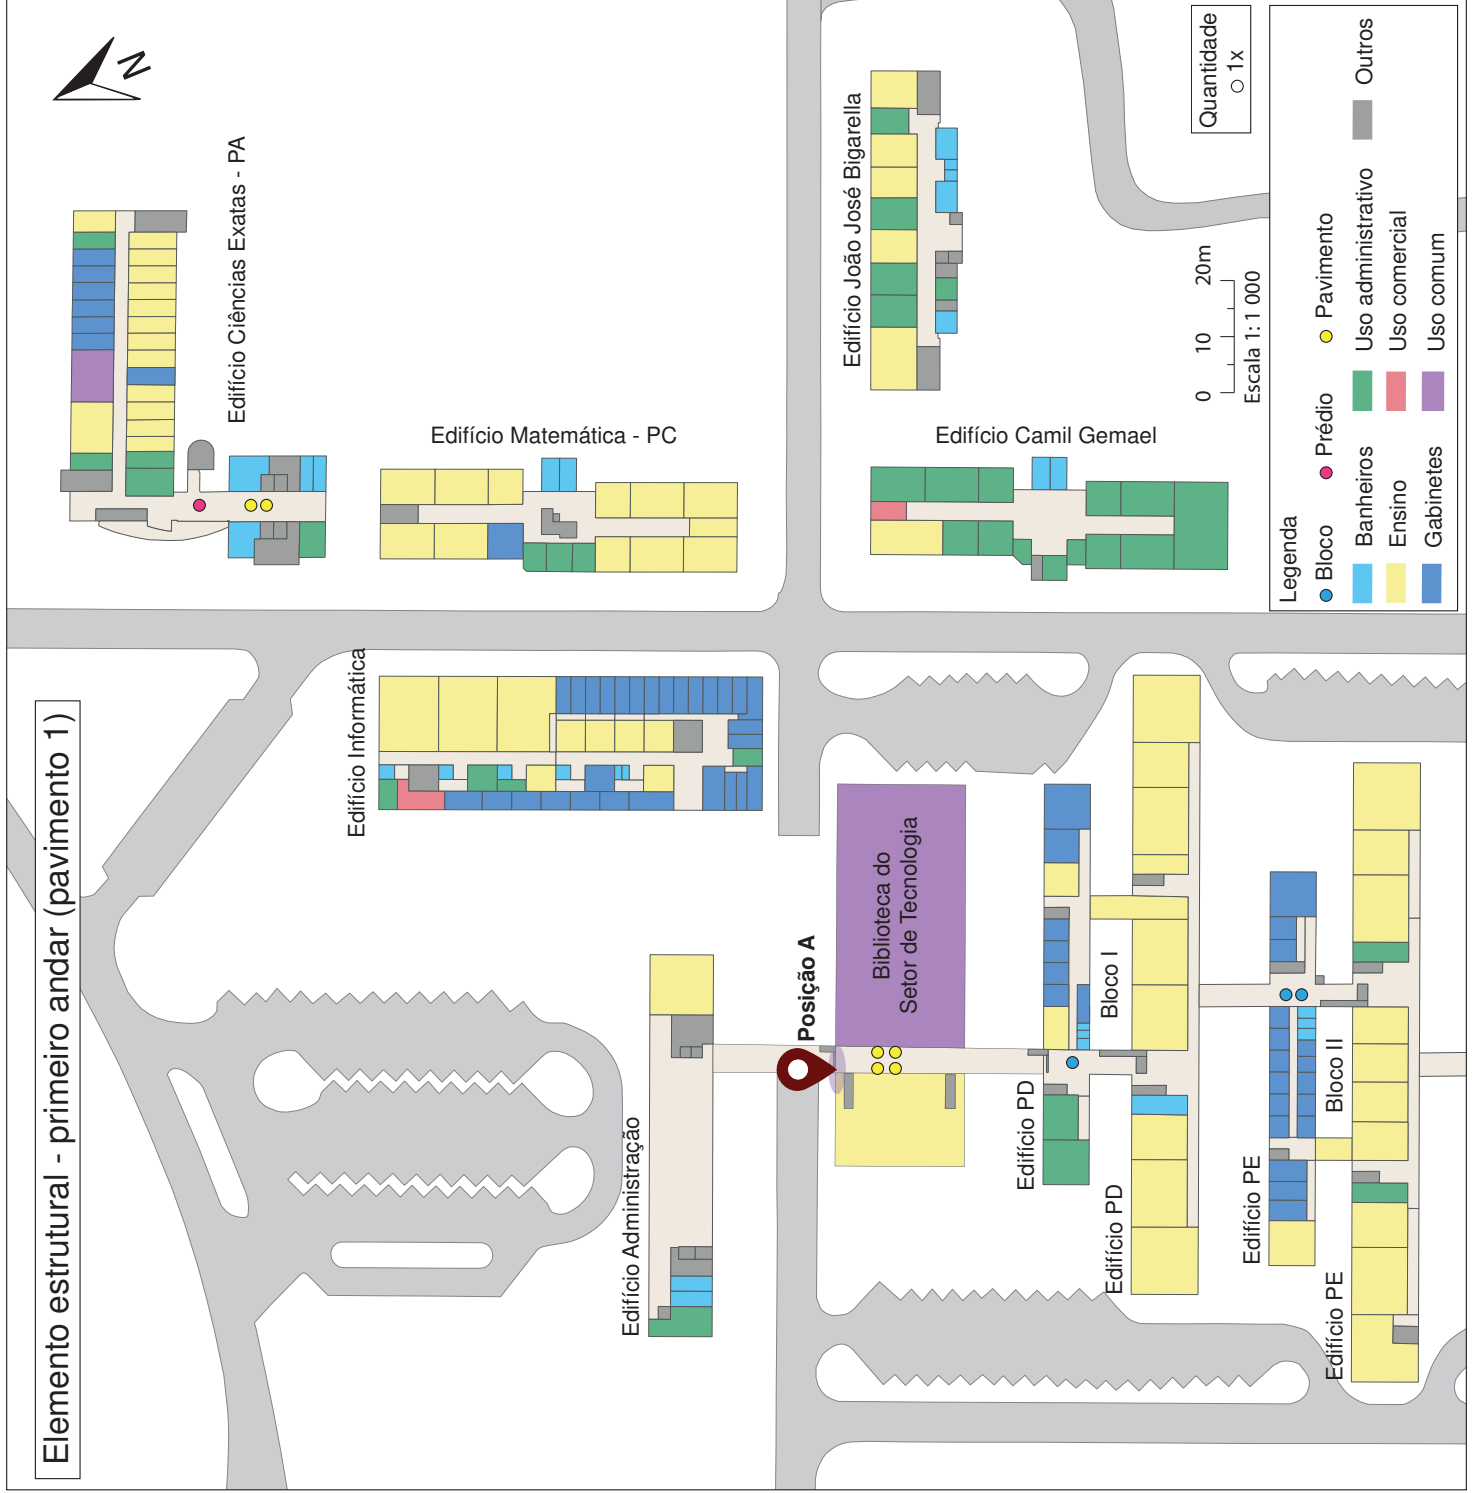 Elemento estrutural - primeiro andar (pavimento 1)
N
Edifício Ciências Exatas - PA
Edifício Matemática - PC
Edifício Informática
Edifício João José Bigarella
Edifício Camil Gemael
Edifício Administração
Posição A
Biblioteca do
Setor de Tecnologia
Edifício PD
Bloco I
Edifício PD
Edifício PE
Bloco II
Edifício PE
0 10 20m
Escala 1: 1 000
Quantidade
1x
Legenda
Bloco Prédio Pavimento
Banheiros Uso administrativo Outros
Ensino Uso comercial
Gabinetes Uso comum